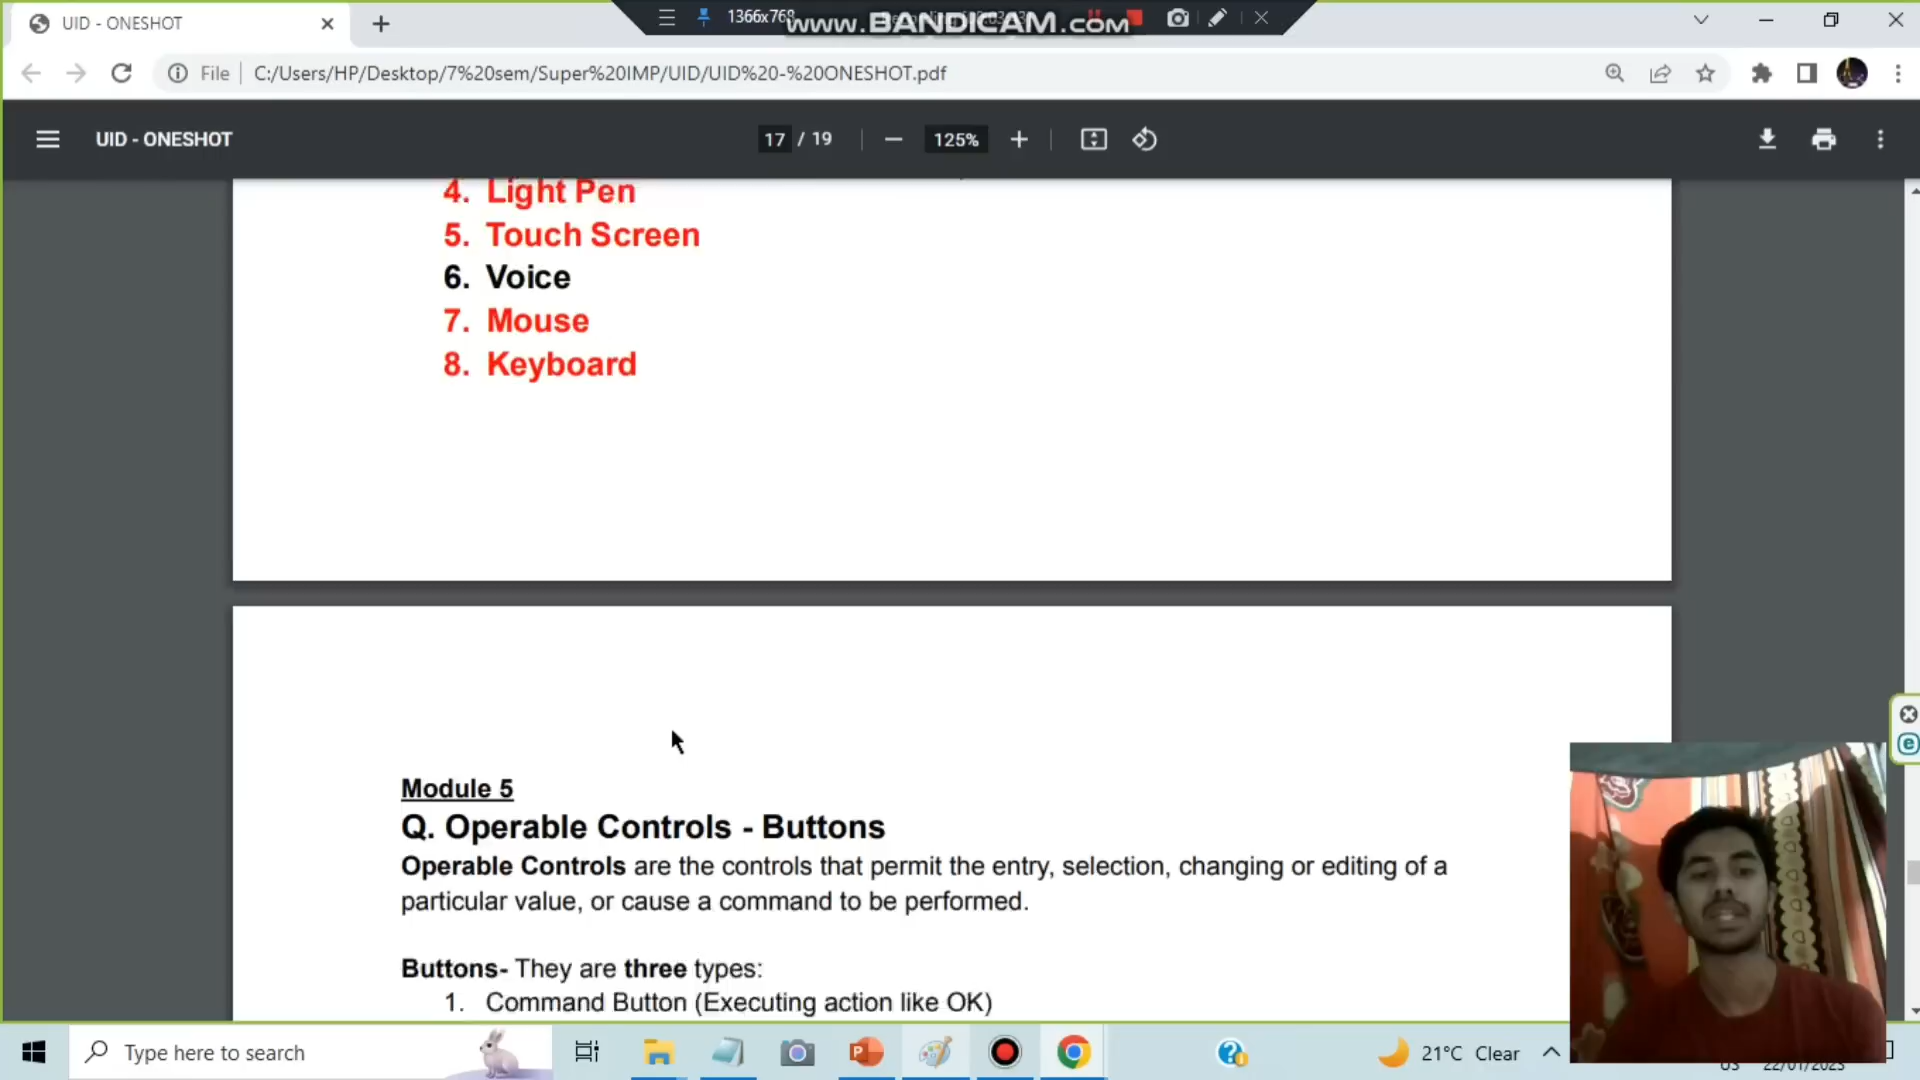 UID - ONESHOT
1366x768
www.BANDICAM.com
File
C:/Users/HP/Desktop/7%20sem/Super%20IMP/UID/UID%20-%20ONESHOT.pdf
UID - ONESHOT
17 / 19
125%
4. Light Pen
5. Touch Screen
6. Voice
7. Mouse
8. Keyboard
Module 5
Q. Operable Controls - Buttons
Operable Controls are the controls that permit the entry, selection, changing or editing of a
particular value, or cause a command to be performed.
Buttons- They are three types:
1. Command Button (Executing action like OK)
Type here to search
21°C Clear